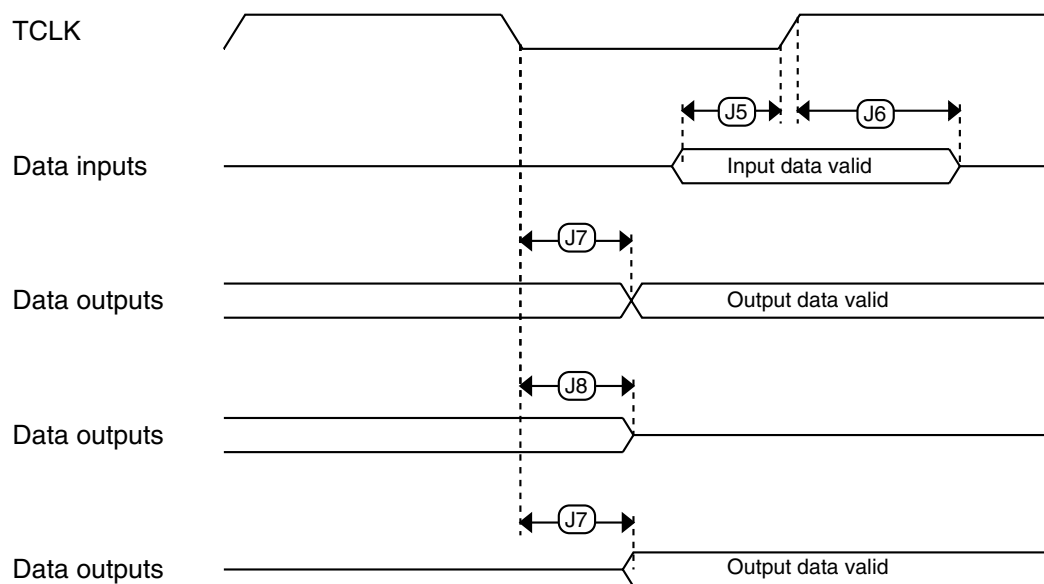 TCLK
J5
J6
Data inputs
Input data valid
J7
Data outputs
Output data valid
J8
Data outputs
J7
Data outputs
Output data valid